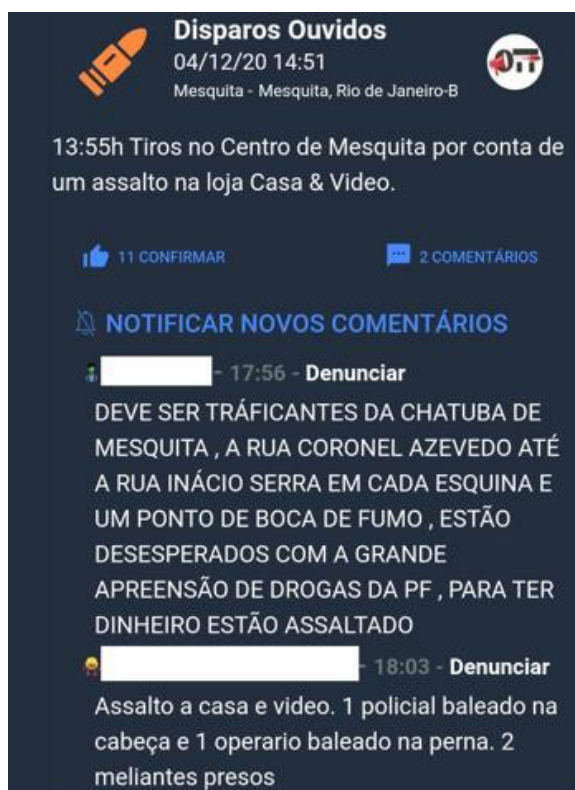 Disparos Ouvidos
04/12/20 14:51
Mesquita - Mesquita, Rio de Janeiro-B
OTT
13:55h Tiros no Centro de Mesquita por conta de
um assalto na loja Casa & Video.
11 CONFIRMAR
2 COMENTÁRIOS
NOTIFICAR NOVOS COMENTÁRIOS
- 17:56 - Denunciar
DEVE SER TRÁFICANTES DA CHATUBA DE
MESQUITA , A RUA CORONEL AZEVEDO ATÉ
A RUA INÁCIO SERRA EM CADA ESQUINA E
UM PONTO DE BOCA DE FUMO , ESTÃO
DESESPERADOS COM A GRANDE
APREENSÃO DE DROGAS DA PF , PARA TER
DINHEIRO ESTÃO ASSALTADO
- 18:03 - Denunciar
Assalto a casa e video. 1 policial baleado na
cabeça e 1 operario baleado na perna. 2
meliantes presos